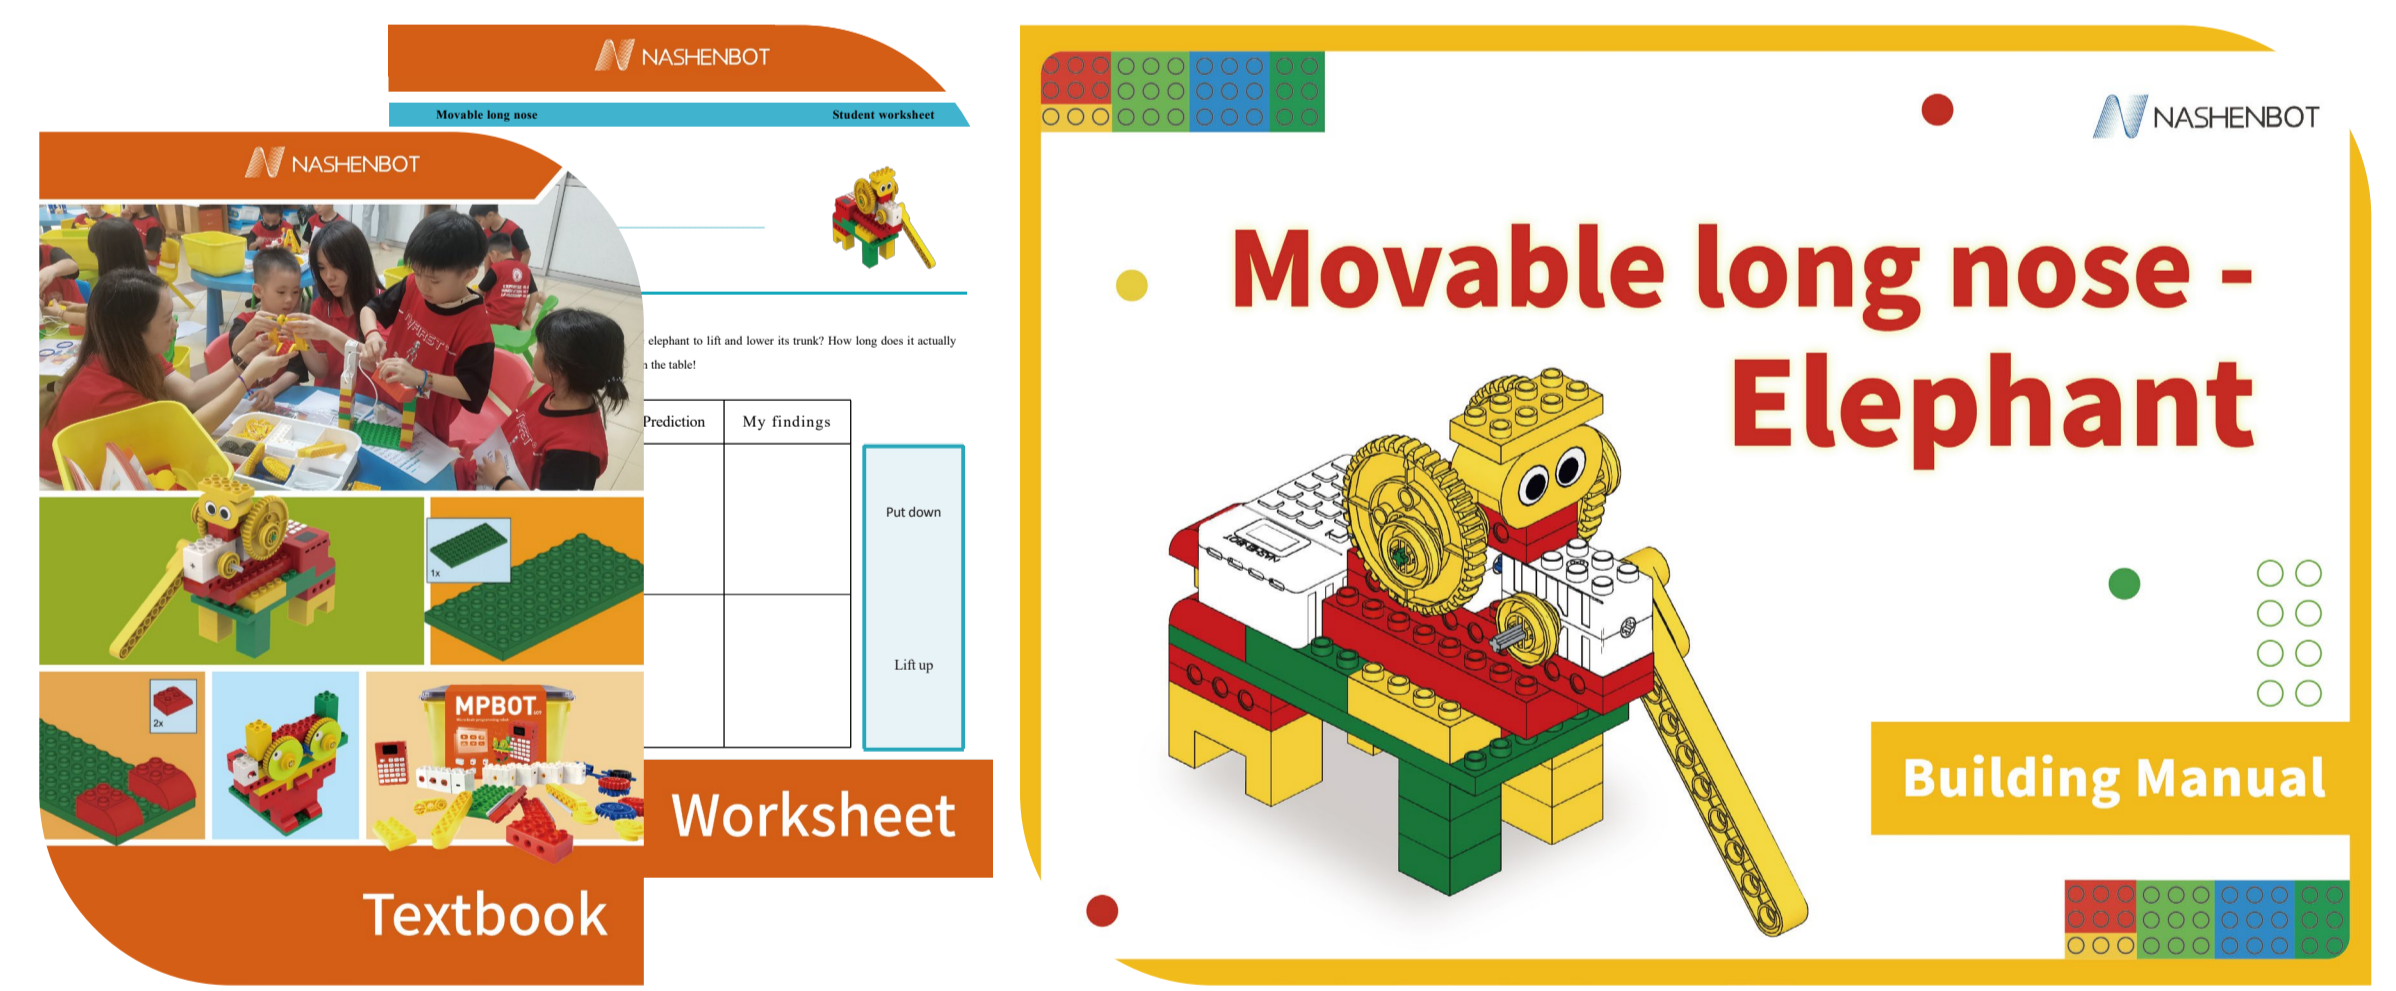 NASHENBOT
Movable long nose
Student worksheet
elephant to lift and lower its trunk? How long does it actually
the table!
Prediction
My findings
Put down
Lift up
Worksheet
NASHENBOT
1x
2x
MPBOT
Textbook
NASHENBOT
Movable long nose -
Elephant
NASHENBOT
Building Manual